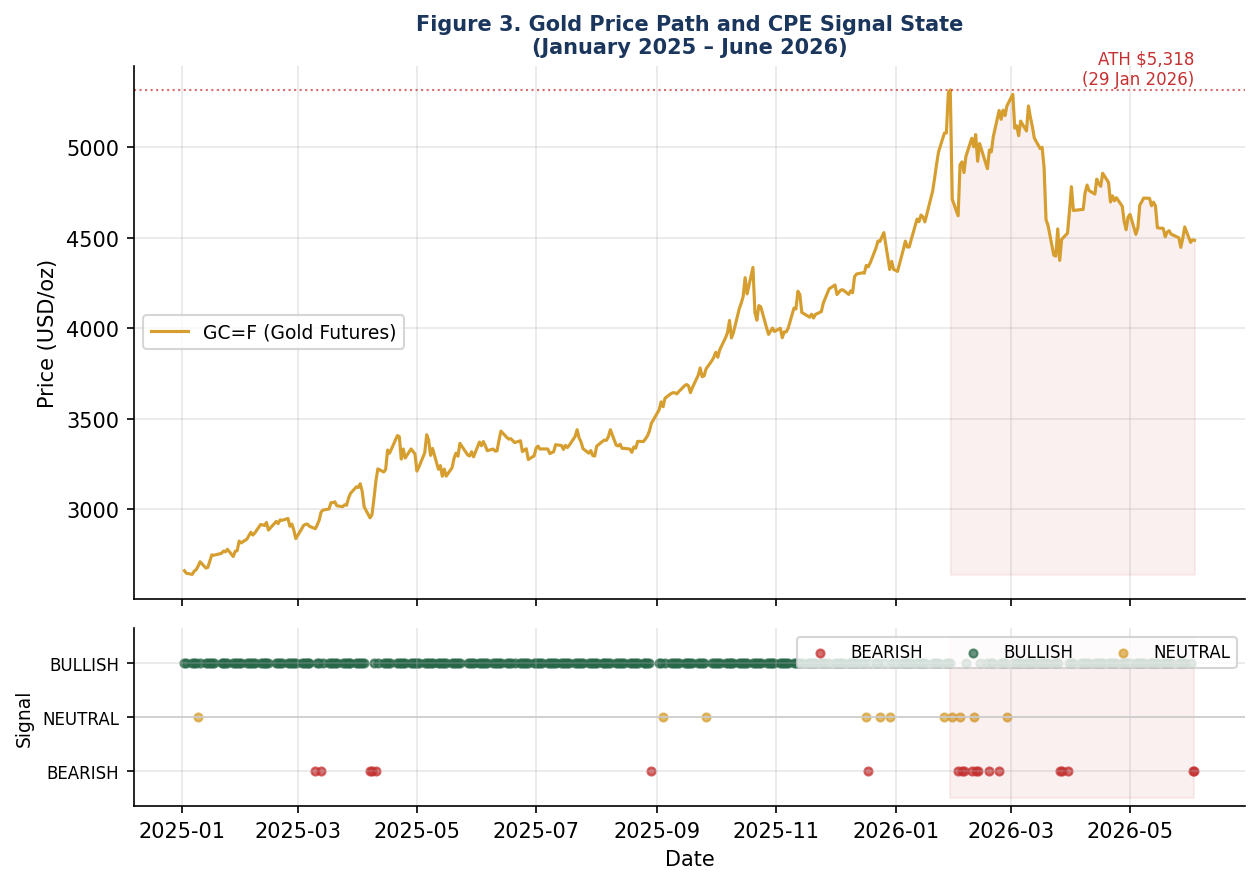 Figure 3. Gold Price Path and CPE Signal State
(January 2025 – June 2026)
ATH $5,318
(29 Jan 2026)
Price (USD/oz)
5000
4500
4000
3500
3000
GC=F (Gold Futures)
Signal
BULLISH
NEUTRAL
BEARISH
BEARISH BULLISH NEUTRAL
2025-01 2025-03 2025-05 2025-07 2025-09 2025-11 2026-01 2026-03 2026-05
Date